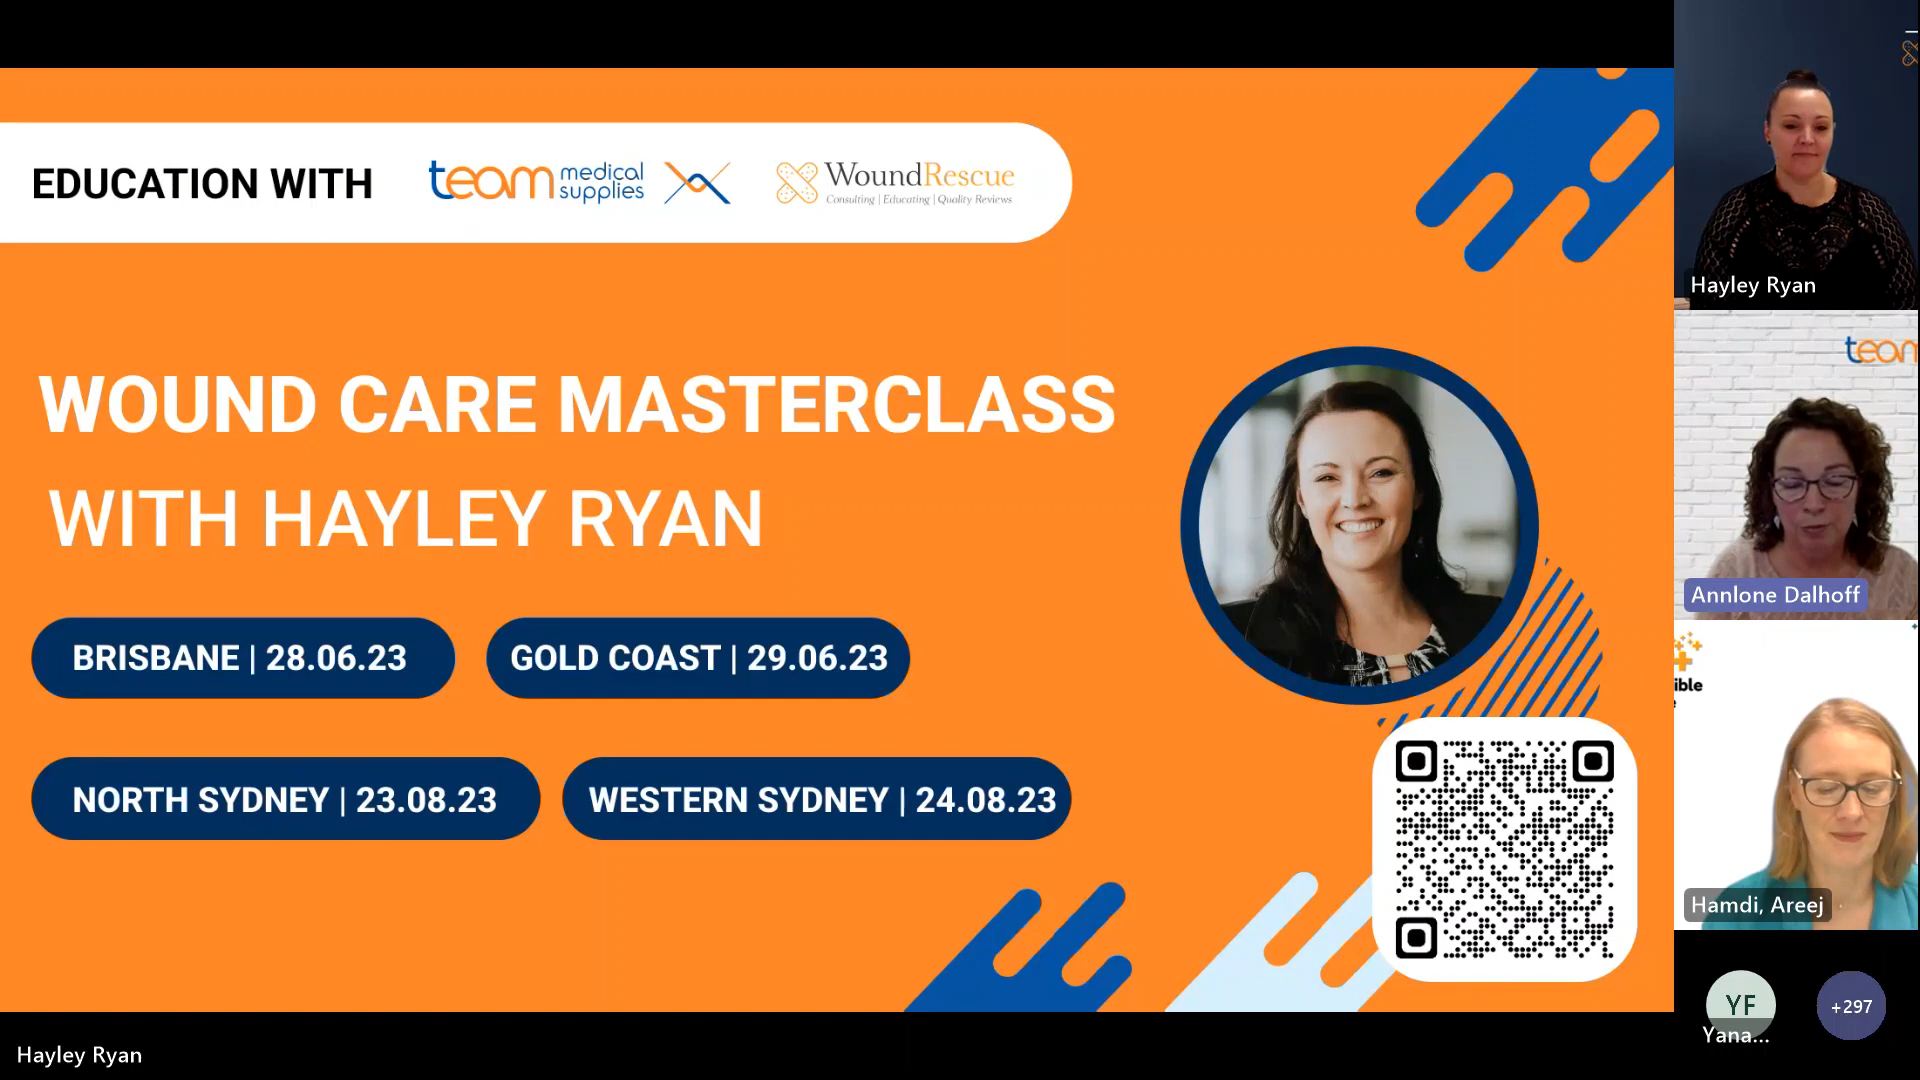 EDUCATION WITH
team medical supplies
WoundRescue
Consulting | Educating | Quality Reviews
WOUND CARE MASTERCLASS
WITH HAYLEY RYAN
BRISBANE | 28.06.23
GOLD COAST | 29.06.23
NORTH SYDNEY | 23.08.23
WESTERN SYDNEY | 24.08.23
Hayley Ryan
Hayley Ryan
team
Annlone Dalhoff
ible
Hamdi, Areej
YF
Yana...
+297